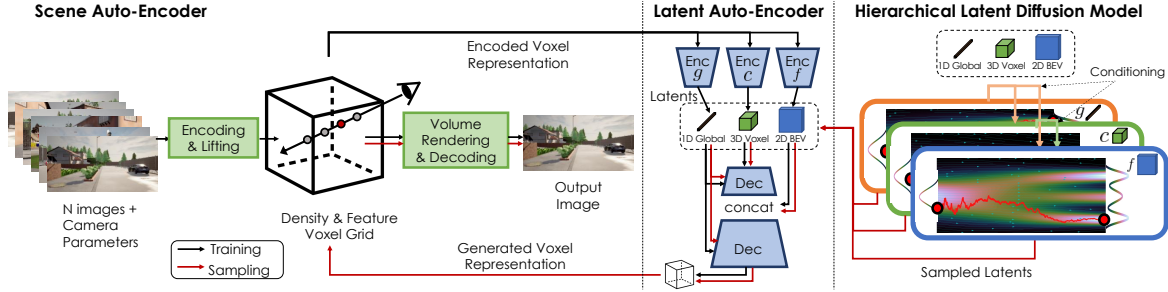 Scene Auto-Encoder
Encoding
& Lifting
N images +
Camera
Parameters
Training
Sampling
Density & Feature
Voxel Grid
Encoded Voxel
Representation
Volume
Rendering
& Decoding
Output
Image
Generated Voxel
Representation
Latent Auto-Encoder
Enc
g
Enc
c
Enc
f
Latents
1D Global
3D Voxel
2D BEV
Dec
concat
Dec
Hierarchical Latent Diffusion Model
1D Global
3D Voxel
2D BEV
Conditioning
g
c
f
Sampled Latents